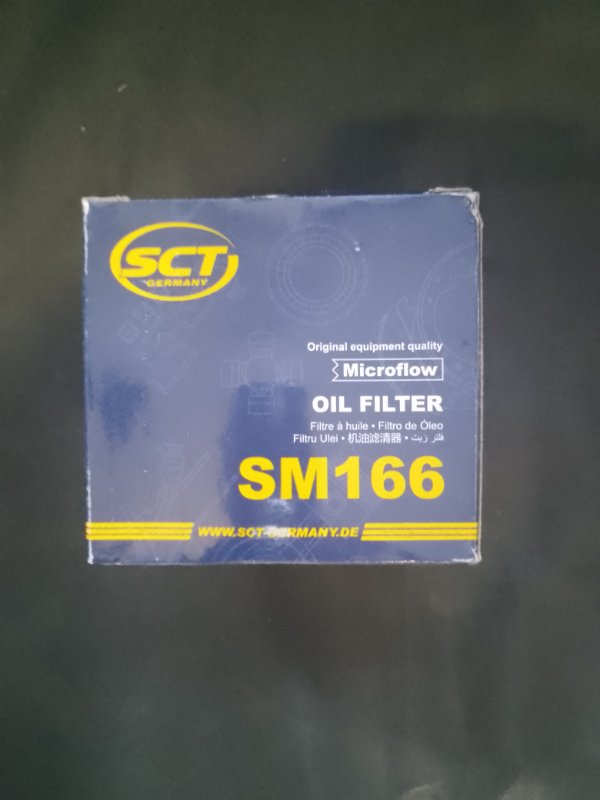 SCT
GERMANY
Original equipment quality
Microflow
OIL FILTER
Filtre à huile • Filtro de Óleo
Filtru Ulei • 机油滤清器 • فلتر زيت
SM166
WWW.SCT-GERMANY.DE